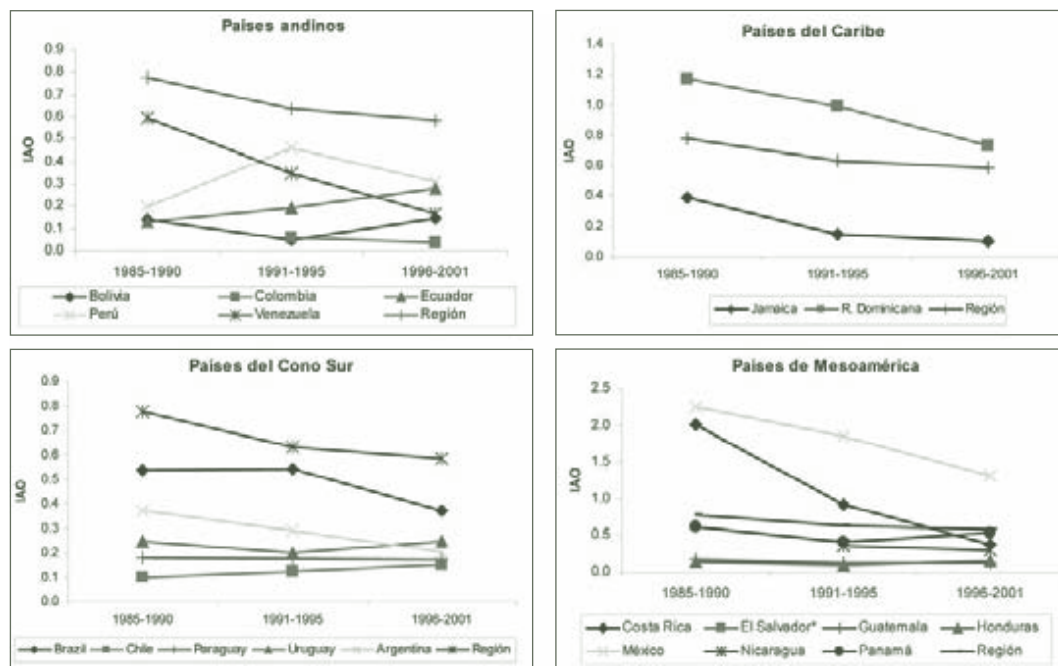 Países andinos
0.9
0.8
0.7
0.6
0.5
0.4
0.3
0.2
0.1
0.0
IAO
1985-1990 1991-1995 1996-2001
Bolivia Colombia Ecuador
Perú Venezuela Región
Países del Caribe
1.4
1.2
1.0
0.8
0.6
0.4
0.2
0.0
IAO
1985-1990 1991-1995 1996-2001
Jamaica R. Dominicana Región
Países del Cono Sur
0.9
0.8
0.7
0.6
0.5
0.4
0.3
0.2
0.1
0.0
IAO
1985-1990 1991-1995 1996-2001
Brazil Chile Paraguay Uruguay Argentina Región
Países de Mesoamérica
2.5
2.0
1.5
1.0
0.5
0.0
IAO
1985-1990 1991-1995 1996-2001
Costa Rica El Salvador* Guatemala Honduras
México Nicaragua Panamá Región